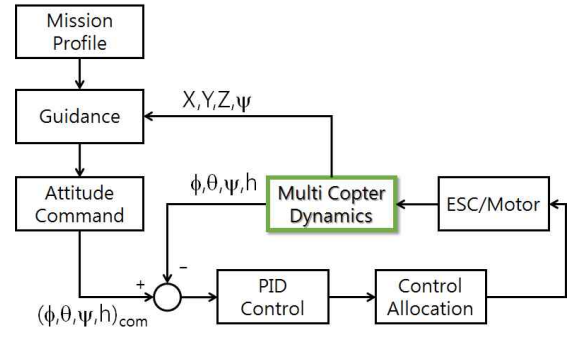 Mission
Profile
Guidance
X,Y,Z,ψ
Attitude
Command
ϕ,θ,ψ,h
Multi Copter
Dynamics
ESC/Motor
+
−
(ϕ,θ,ψ,h)com
PID
Control
Control
Allocation